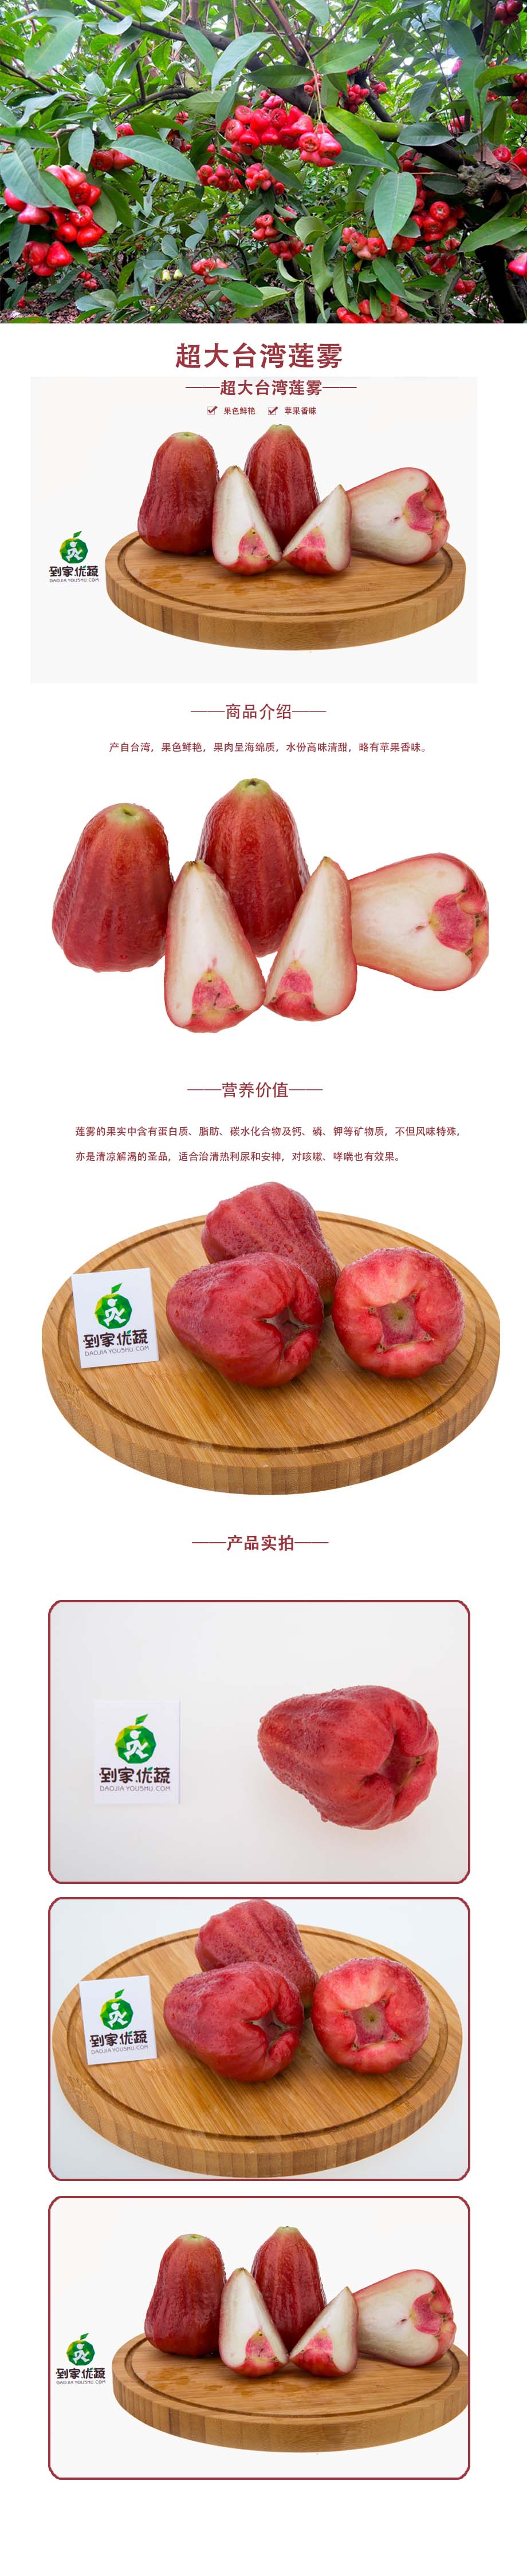 超大台湾莲雾
——超大台湾莲雾——
果色鲜艳 苹果香味
到家优蔬
DAOJIA YOUSHU.COM
——商品介绍——
产自台湾，果色鲜艳，果肉呈海绵质，水份高味清甜，略有苹果香味。
——营养价值——
莲雾的果实中含有蛋白质、脂肪、碳水化合物及钙、磷、钾等矿物质，不但风味特殊，
亦是清凉解渴的圣品，适合治清热利尿和安神，对咳嗽、哮喘也有效果。
到家优蔬
DAOJIA YOUSHU.COM
——产品实拍——
到家优蔬
DAOJIA YOUSHU.COM
到家优蔬
DAOJIA YOUSHU.COM
到家优蔬
DAOJIA YOUSHU.COM